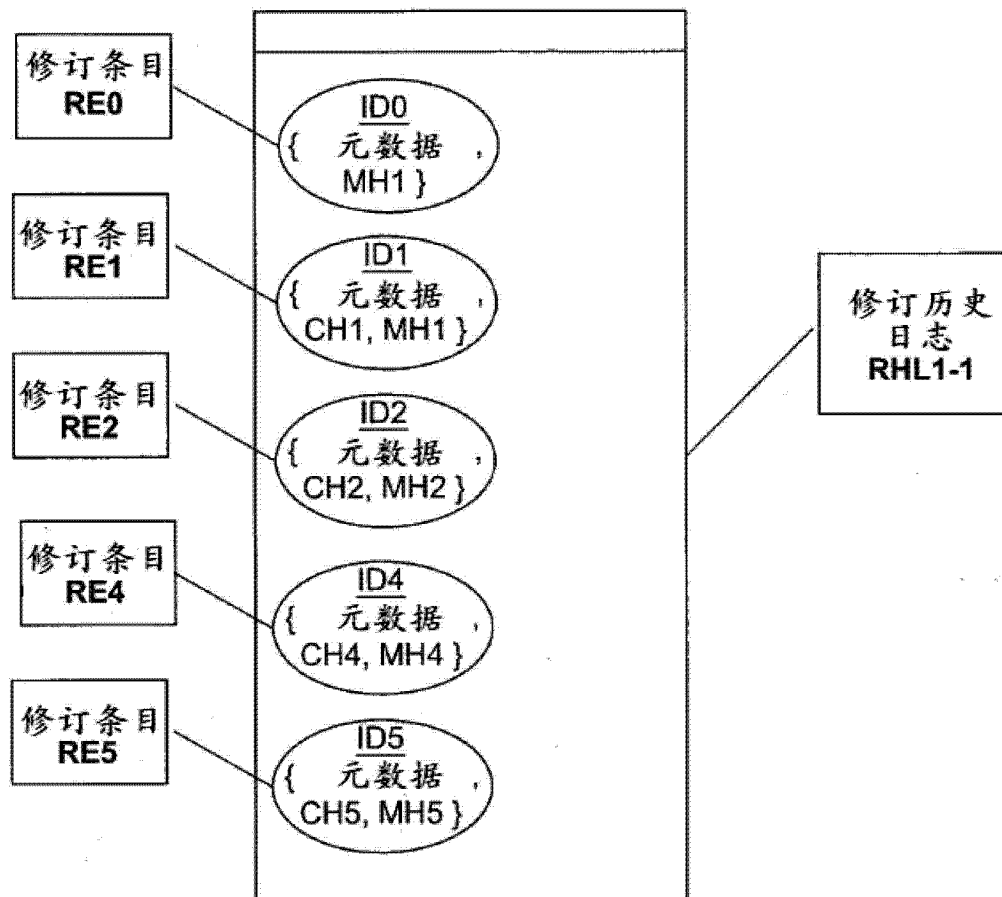 修订条目
RE0
ID0
{ 元数据 ,
MH1 }
修订条目
RE1
ID1
{ 元数据 ,
CH1, MH1 }
修订历史
日志
RHL1-1
修订条目
RE2
ID2
{ 元数据 ,
CH2, MH2 }
修订条目
RE4
ID4
{ 元数据 ,
CH4, MH4 }
修订条目
RE5
ID5
{ 元数据 ,
CH5, MH5 }